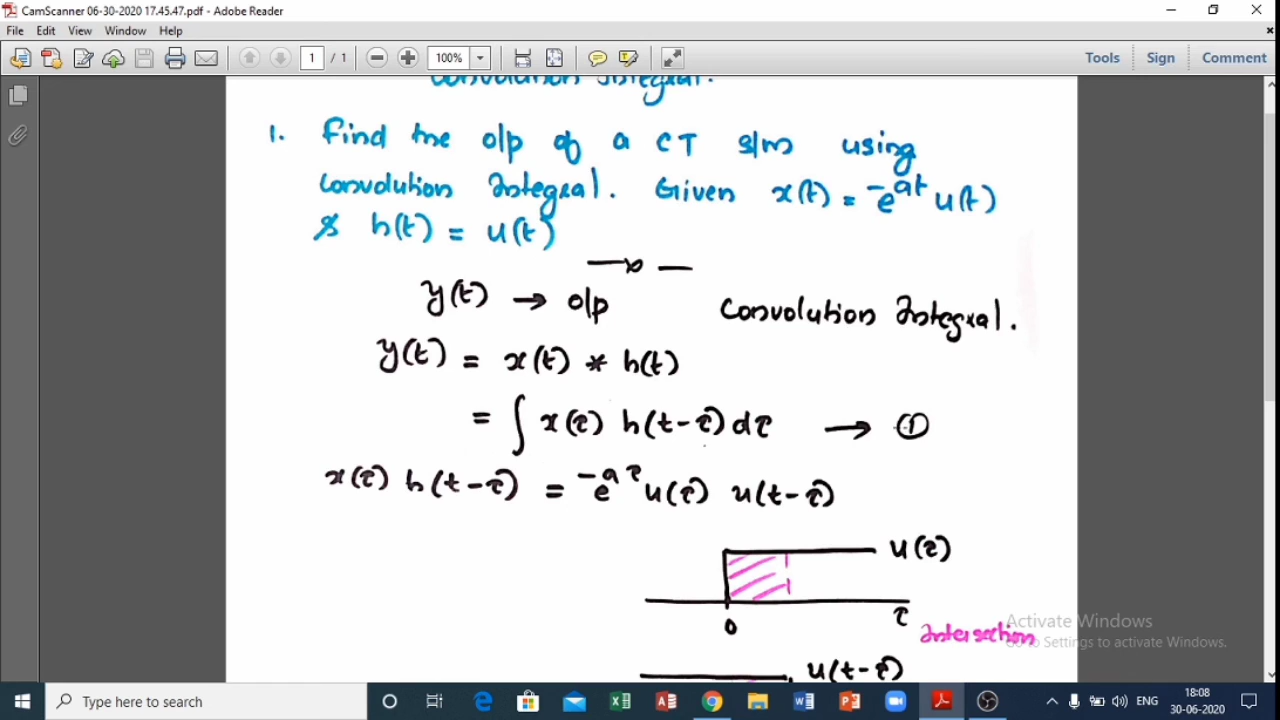 CamScanner 06-30-2020 17.45.47.pdf - Adobe Reader
File Edit View Window Help
1 / 1 100% Tools Sign Comment
Convolution Integral.
1. Find the o/p of a CT s/m using
Convolution Integral. Given x(t) = -e^at u(t)
& h(t) = u(t)
y(t) → o/p Convolution Integral.
y(t) = x(t) * h(t)
= ∫ x(τ) h(t-τ) dτ → ①
x(τ) h(t-τ) = -e^aτ u(τ) u(t-τ)
u(τ)
0 τ
Intersection
u(t-τ)
Activate Windows
Go to Settings to activate Windows.
Type here to search
ENG 18:08
30-06-2020